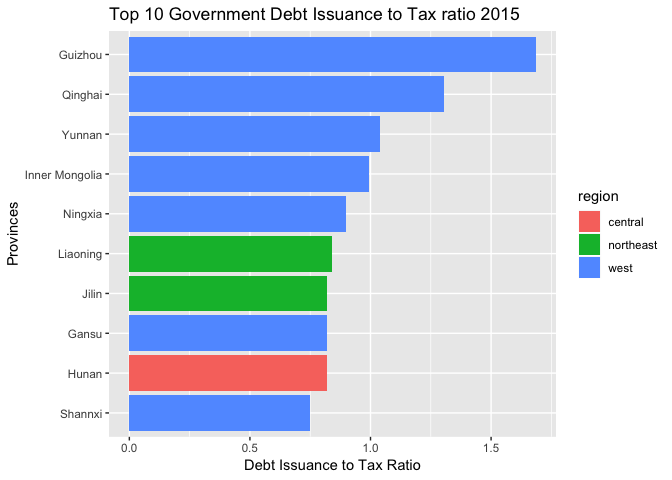 Top 10 Government Debt Issuance to Tax ratio 2015
Provinces
Guizhou
Qinghai
Yunnan
Inner Mongolia
Ningxia
Liaoning
Jilin
Gansu
Hunan
Shannxi
0.0 0.5 1.0 1.5
Debt Issuance to Tax Ratio
region
central
northeast
west